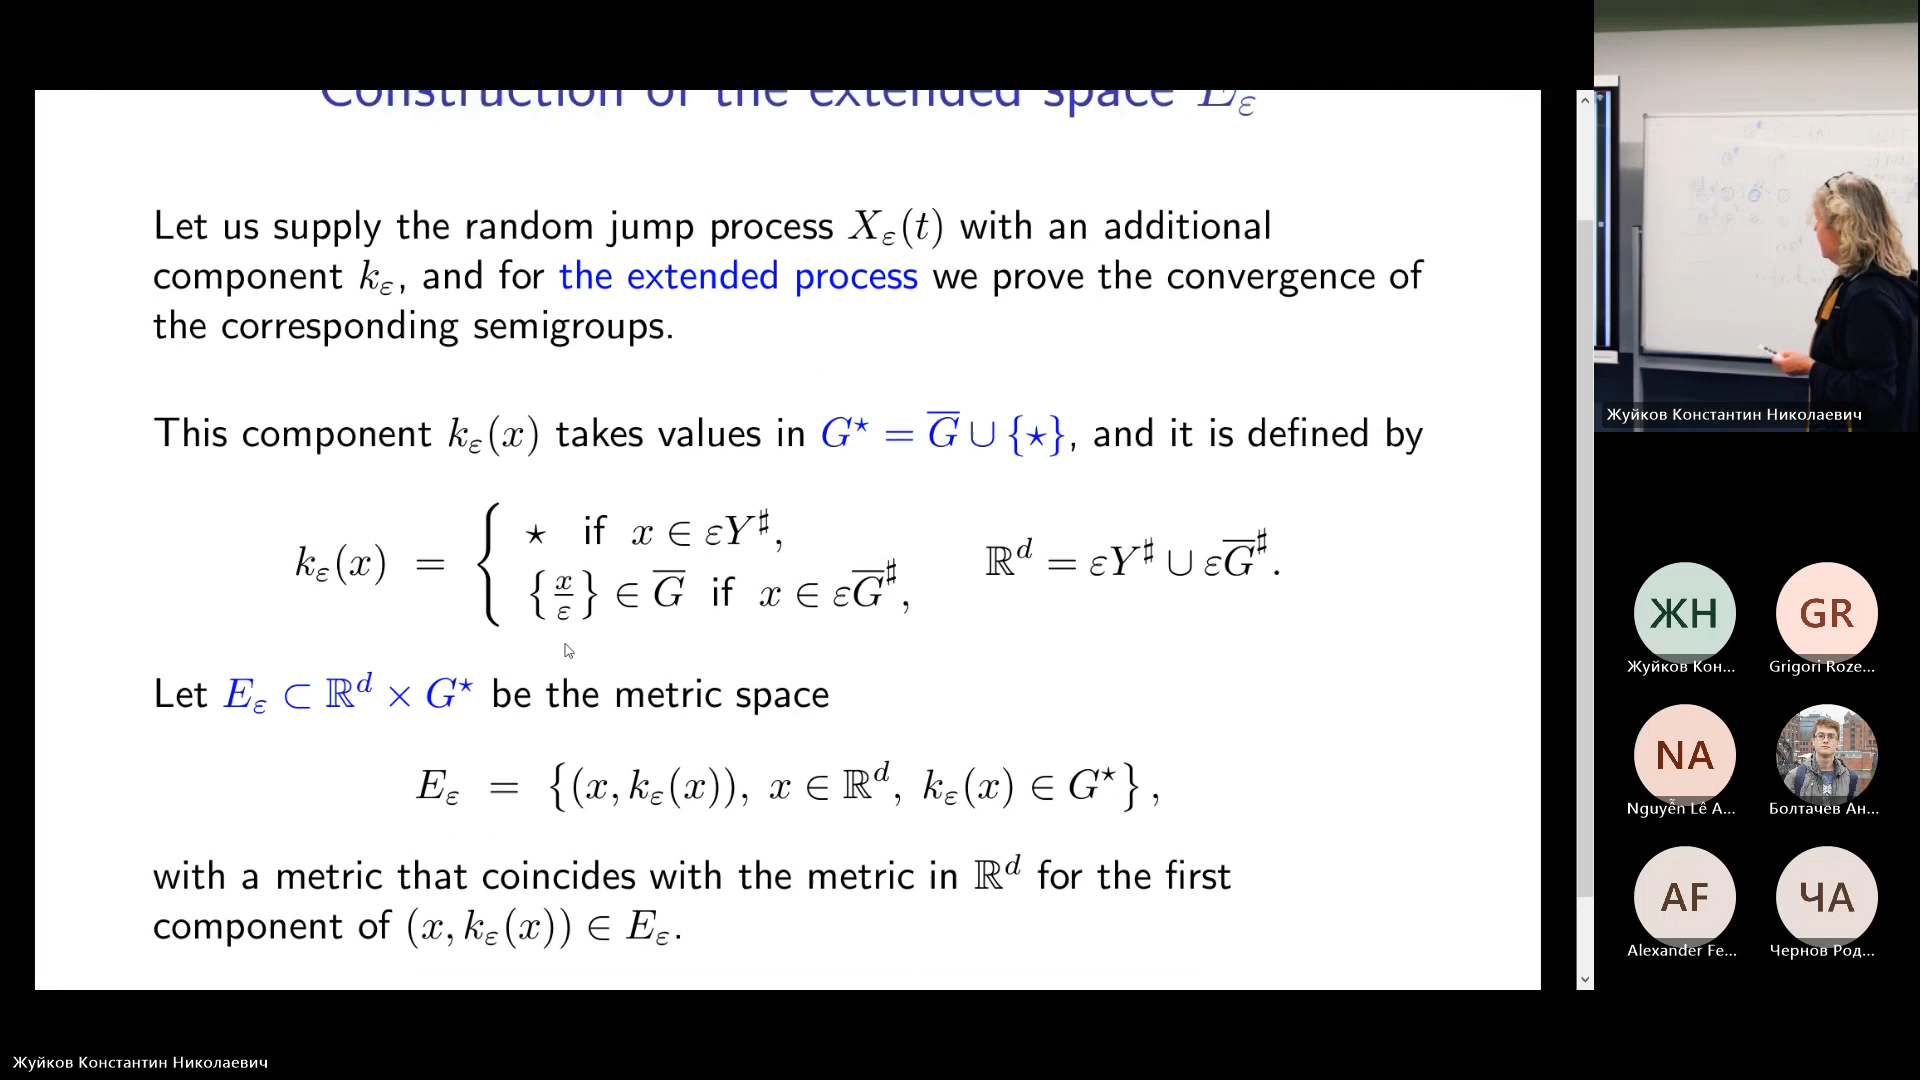 Construction of the extended space E_ε
Let us supply the random jump process X_ε(t) with an additional
component k_ε, and for the extended process we prove the convergence of
the corresponding semigroups.
This component k_ε(x) takes values in G^⋆ = \overline{G} ∪ {⋆}, and it is defined by
k_ε(x) = { ⋆ if x ∈ εY^♯,
{x/ε} ∈ \overline{G} if x ∈ ε\overline{G}^♯,
ℝ^d = εY^♯ ∪ ε\overline{G}^♯.
Let E_ε ⊂ ℝ^d × G^⋆ be the metric space
E_ε = {(x, k_ε(x)), x ∈ ℝ^d, k_ε(x) ∈ G^⋆},
with a metric that coincides with the metric in ℝ^d for the first
component of (x, k_ε(x)) ∈ E_ε.
Жуйков Константин Николаевич
ЖН
Жуйков Кон...
GR
Grigori Roze...
NA
Nguyễn Lê A...
Болтачев Ан...
AF
Alexander Fe...
ЧА
Чернов Род...
Жуйков Константин Николаевич